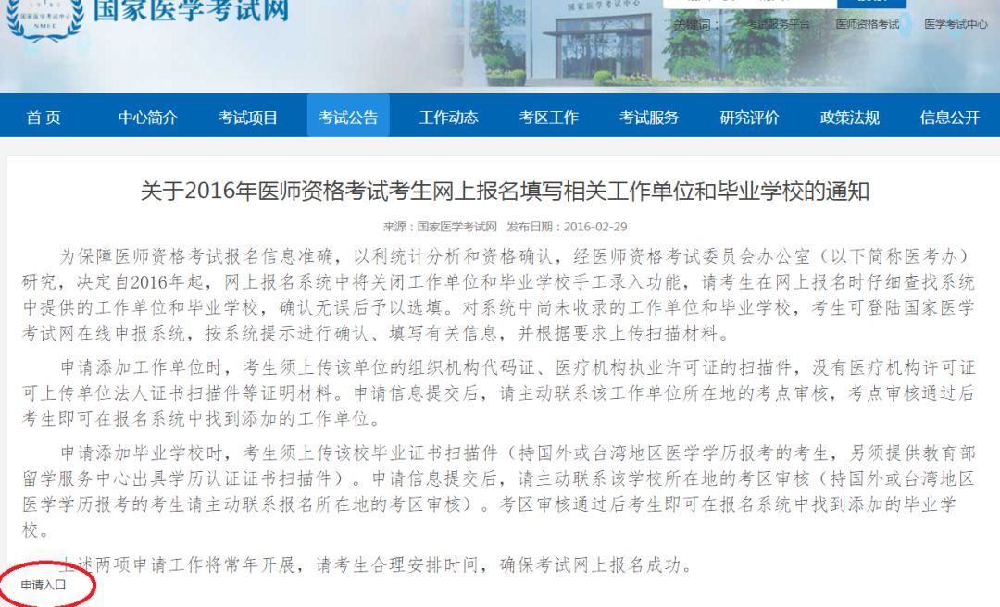 国家医学考试网
国家医学考试中心
NMEC
国家医学考试中心
关键词： 考试服务平台 医师资格考试 医学考试中心
首 页 中心简介 考试项目 考试公告 工作动态 考区工作 考试服务 研究评价 政策法规 信息公开
关于2016年医师资格考试考生网上报名填写相关工作单位和毕业学校的通知
来源：国家医学考试网 发布日期：2016-02-29
为保障医师资格考试报名信息准确，以利统计分析和资格确认，经医师资格考试委员会办公室（以下简称医考办）
研究，决定自2016年起，网上报名系统中将关闭工作单位和毕业学校手工录入功能，请考生在网上报名时仔细查找系统
中提供的工作单位和毕业学校，确认无误后予以选填。对系统中尚未收录的工作单位和毕业学校，考生可登陆国家医学
考试网在线申报系统，按系统提示进行确认、填写有关信息，并根据要求上传扫描材料。
申请添加工作单位时，考生须上传该单位的组织机构代码证、医疗机构执业许可证的扫描件，没有医疗机构许可证
可上传单位法人证书扫描件等证明材料。申请信息提交后，请主动联系该工作单位所在地的考点审核，考点审核通过后
考生即可在报名系统中找到添加的工作单位。
申请添加毕业学校时，考生须上传该校毕业证书扫描件（持国外或台湾地区医学学历报考的考生，另须提供教育部
留学服务中心出具学历认证证书扫描件）。申请信息提交后，请主动联系该学校所在地的考区审核（持国外或台湾地区
医学学历报考的考生请主动联系报名所在地的考区审核）。考区审核通过后考生即可在报名系统中找到添加的毕业学
校。
上述两项申请工作将常年开展，请考生合理安排时间，确保考试网上报名成功。
申请入口